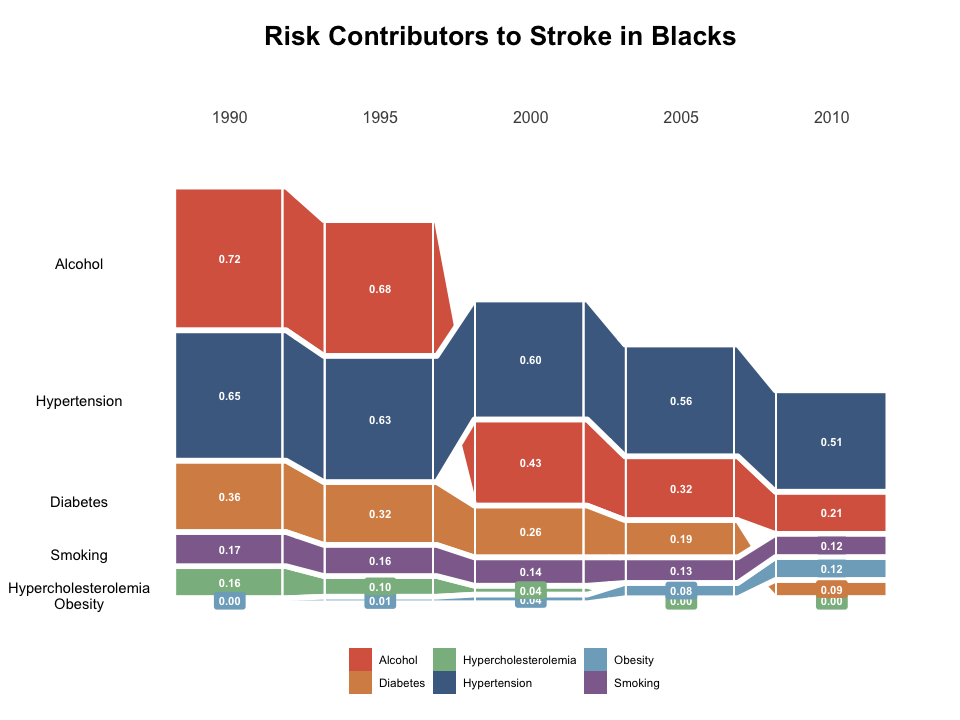 Risk Contributors to Stroke in Blacks
1990 1995 2000 2005 2010
Alcohol
Hypertension
Diabetes
Smoking
Hypercholesterolemia
Obesity
0.72 0.68
0.65 0.63 0.60 0.56 0.51
0.43 0.32 0.21
0.36 0.32 0.26 0.19 0.12
0.17 0.16 0.14 0.13 0.12
0.16 0.10 0.04 0.08 0.09
0.00 0.01 0.04 0.00 0.00
Alcohol Hypercholesterolemia Obesity
Diabetes Hypertension Smoking